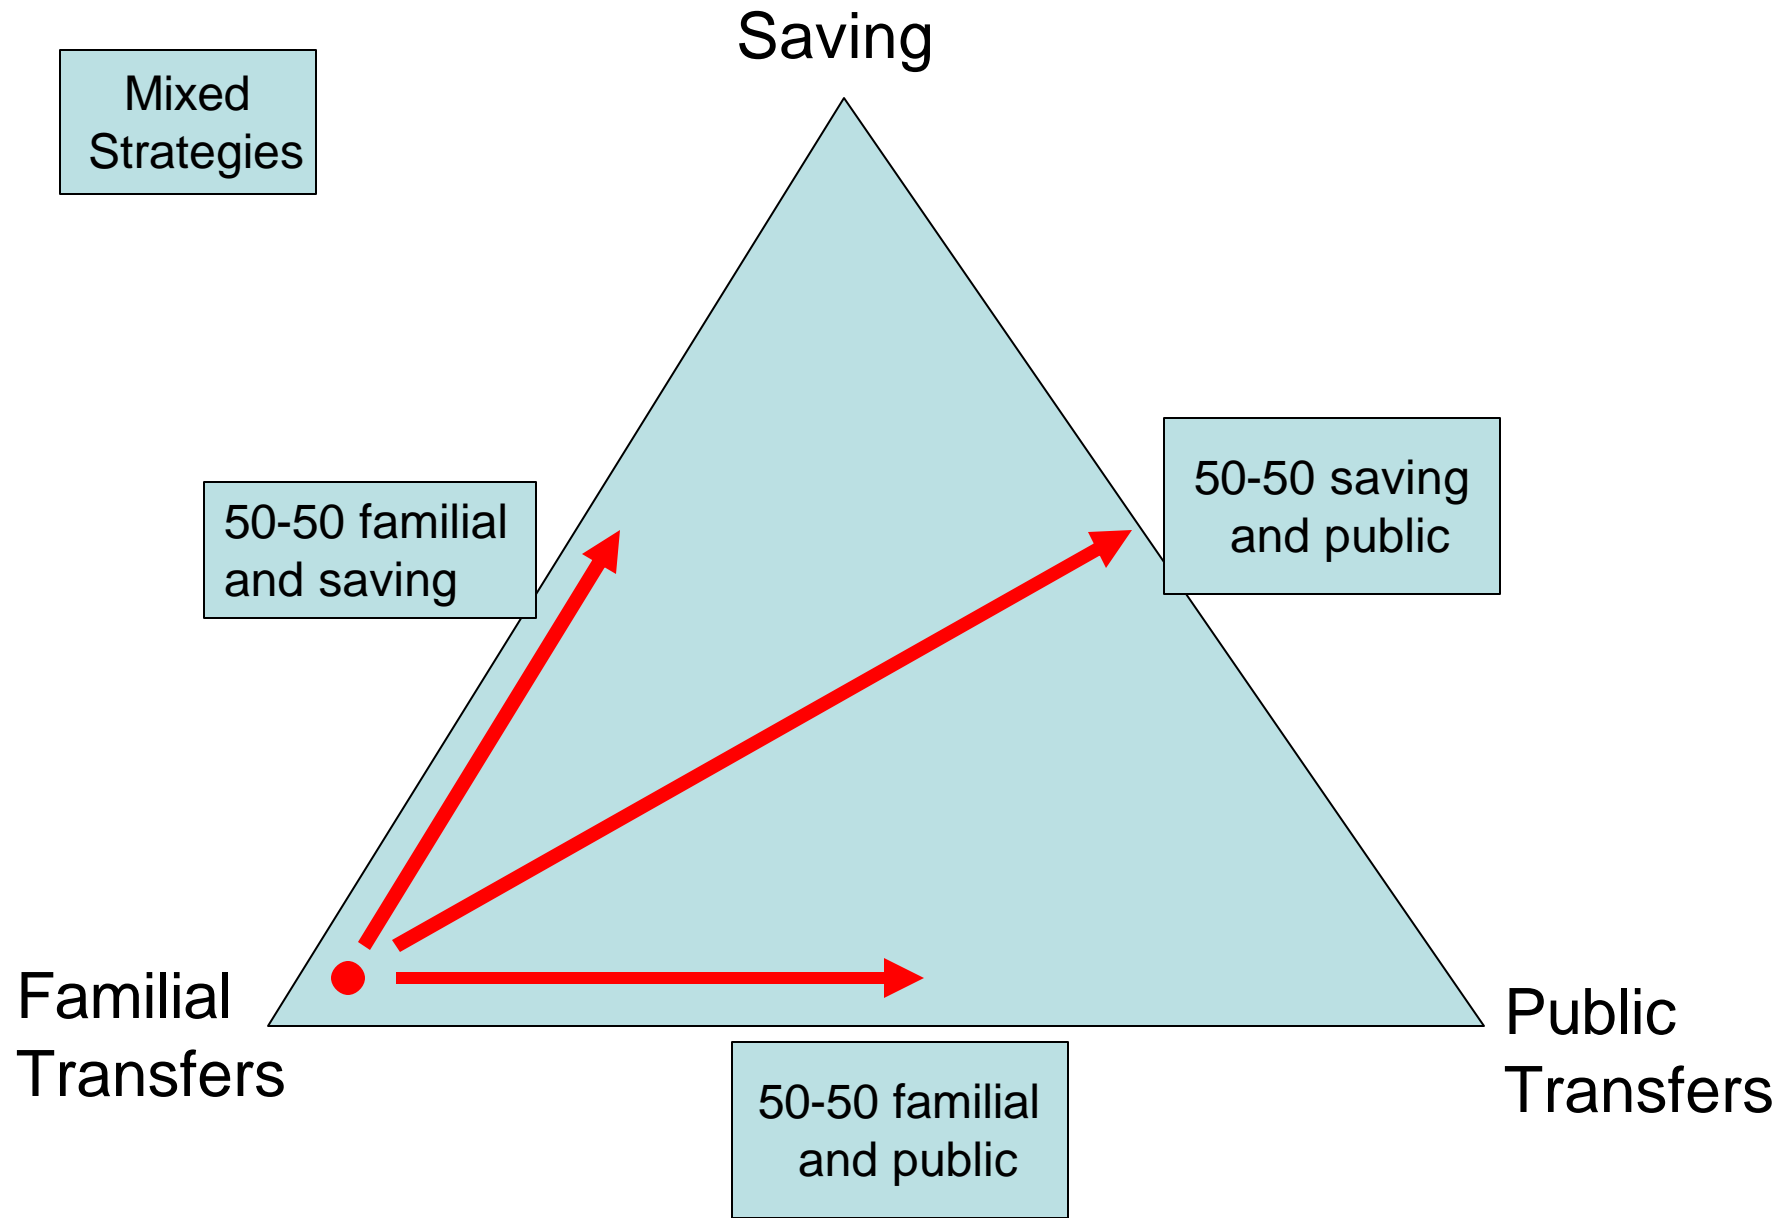 Saving
Mixed
Strategies
50-50 saving
and public
50-50 familial
and saving
Familial
Transfers
Public
Transfers
50-50 familial
and public